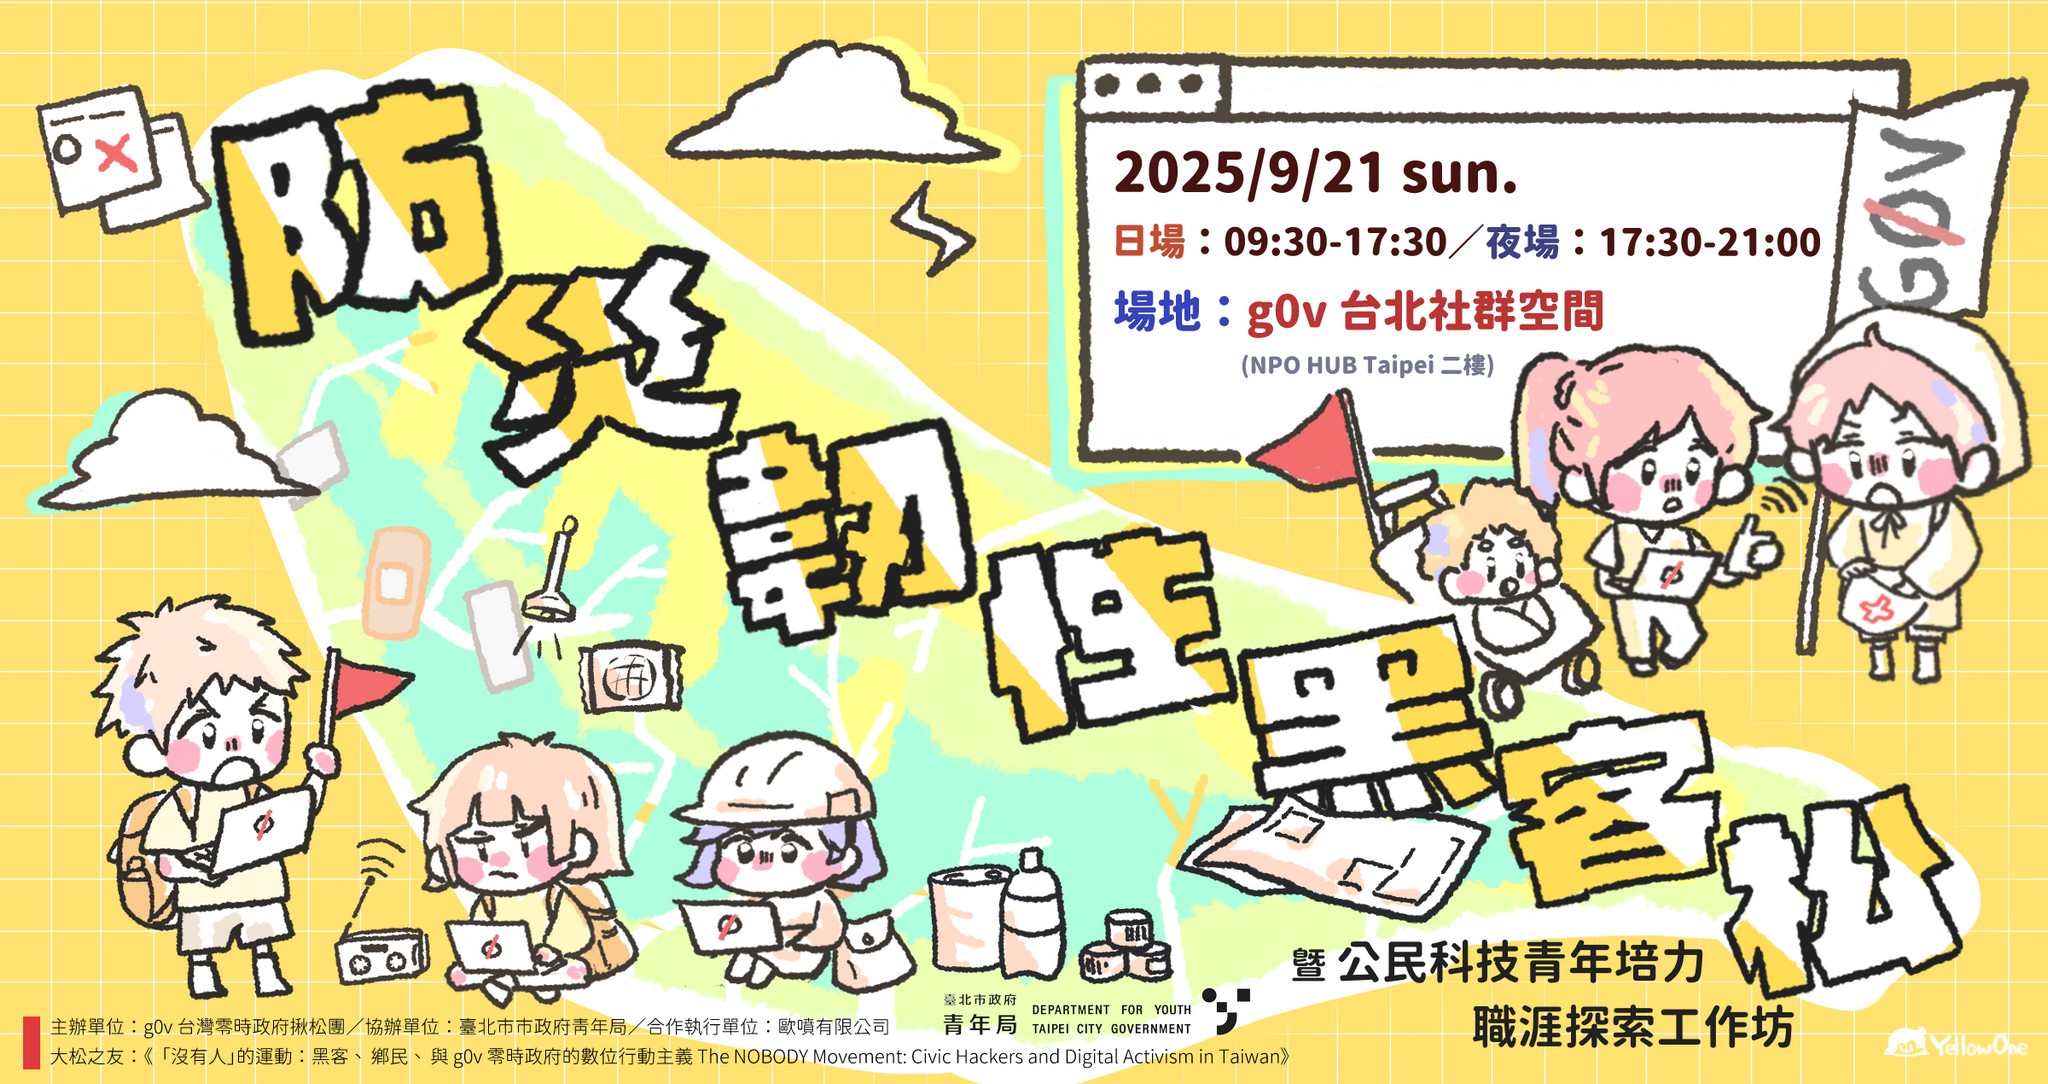 防災韌性黑客松
2025/9/21 sun.
日場：09:30-17:30／夜場：17:30-21:00
場地：g0v 台北社群空間
(NPO HUB Taipei 二樓)
G0V
暨 公民科技青年培力
職涯探索工作坊
臺北市政府
青年局
DEPARTMENT FOR YOUTH
TAIPEI CITY GOVERNMENT
主辦單位：g0v 台灣零時政府揪松團／協辦單位：臺北市市政府青年局／合作執行單位：歐噴有限公司
大松之友：《「沒有人」的運動：黑客、鄉民、與 g0v 零時政府的數位行動主義 The NOBODY Movement: Civic Hackers and Digital Activism in Taiwan》
YellowOne